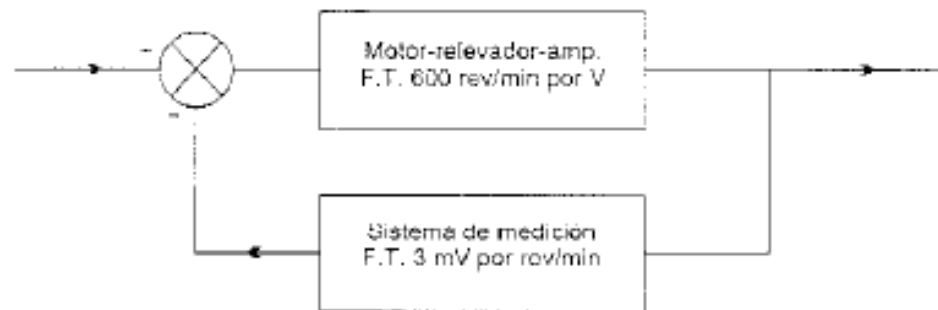 Motor-relevador-amp.
F.T. 600 rev/min por V
Sistema de medición
F.T. 3 mV por rev/min